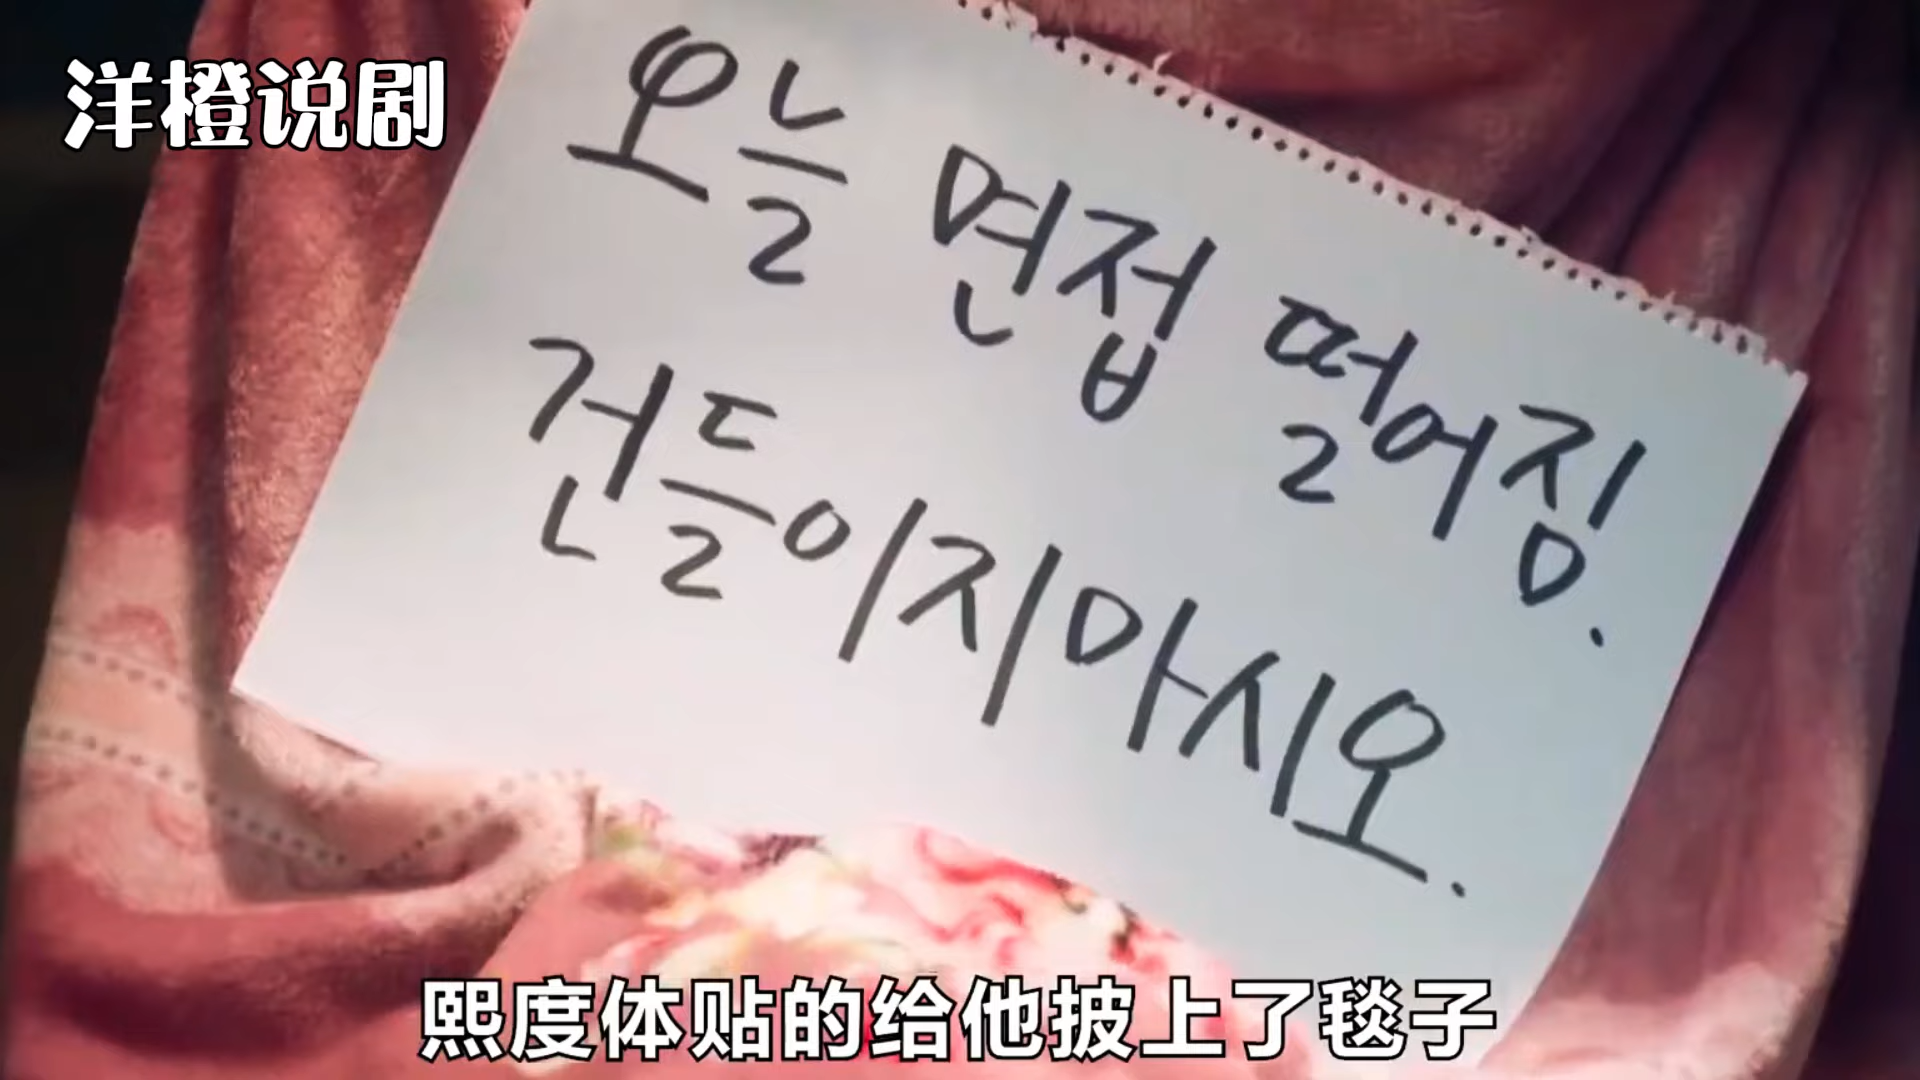 洋橙说剧
오늘 면접 떨어짐.
건들이지마시오.
熙度体贴的给他披上了毯子